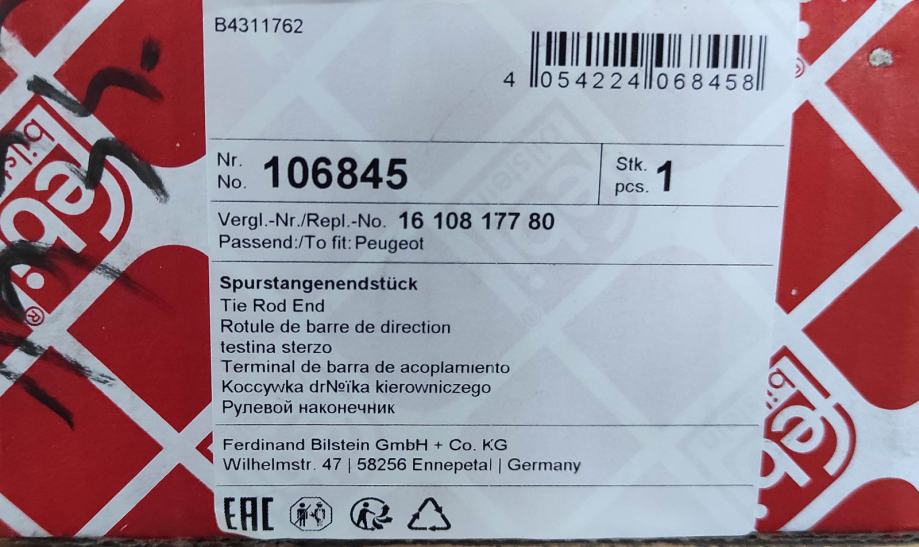 B4311762
4 054224 068458
Nr.
No. 106845
Stk.
pcs. 1
Vergl.-Nr./Repl.-No. 16 108 177 80
Passend:/To fit: Peugeot
Spurstangenendstück
Tie Rod End
Rotule de barre de direction
testina sterzo
Terminal de barra de acoplamiento
Koccywka drNoïka kierowniczego
Рулевой наконечник
Ferdinand Bilstein GmbH + Co. KG
Wilhelmstr. 47 | 58256 Ennepetal | Germany
EAC